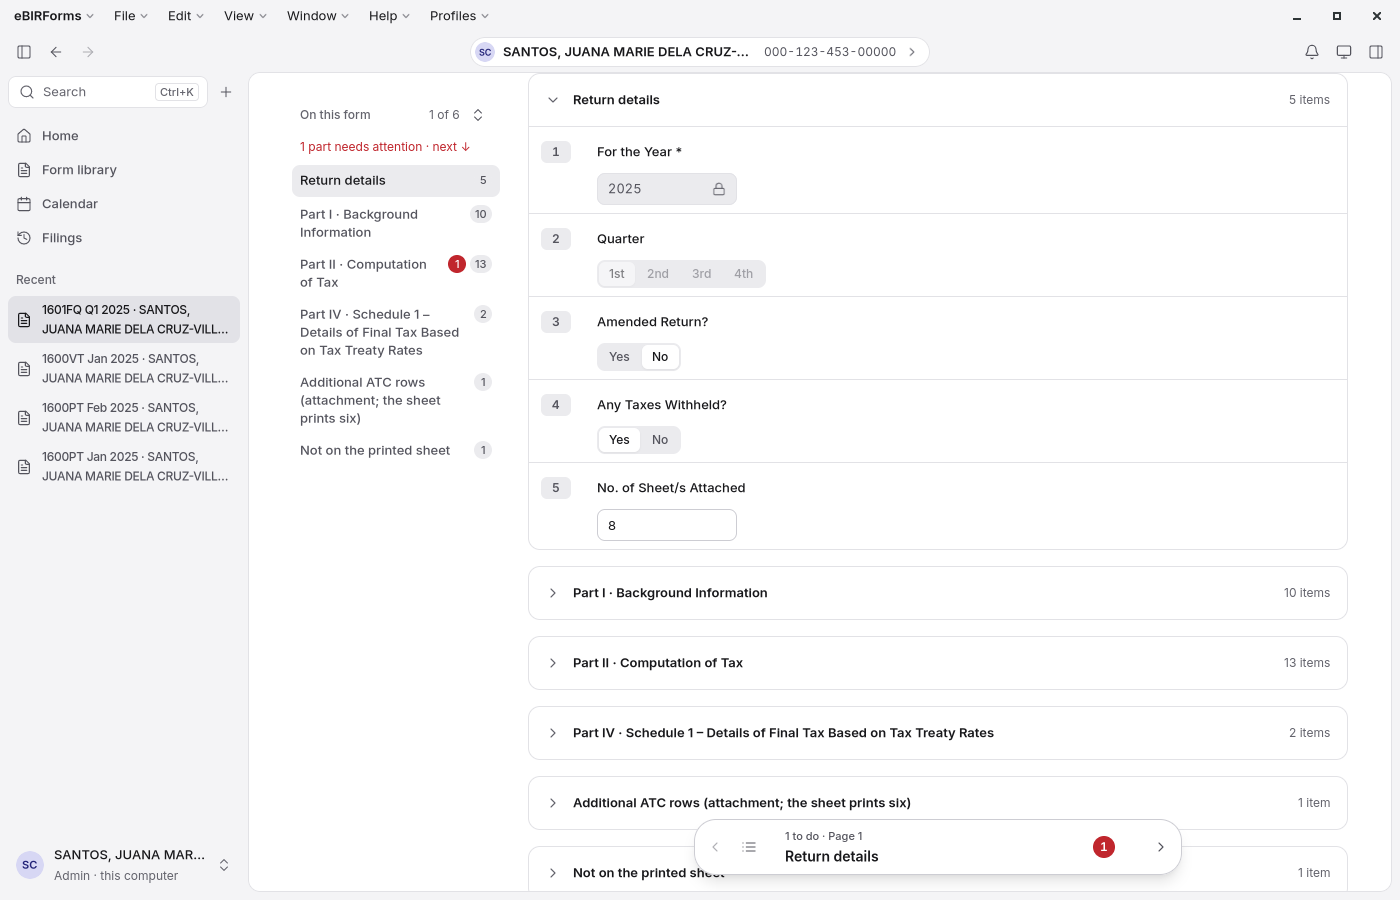 eBIRForms File Edit View Window Help Profiles
SC SANTOS, JUANA MARIE DELA CRUZ-... 000-123-453-00000
Search Ctrl+K
Home
Form library
Calendar
Filings
Recent
1601FQ Q1 2025 · SANTOS,
JUANA MARIE DELA CRUZ-VILL...
1600VT Jan 2025 · SANTOS,
JUANA MARIE DELA CRUZ-VILL...
1600PT Feb 2025 · SANTOS,
JUANA MARIE DELA CRUZ-VILL...
1600PT Jan 2025 · SANTOS,
JUANA MARIE DELA CRUZ-VILL...
SC SANTOS, JUANA MAR...
Admin · this computer
On this form 1 of 6
1 part needs attention · next ↓
Return details 5
Part I · Background 10
Information
Part II · Computation 1 13
of Tax
Part IV · Schedule 1 – 2
Details of Final Tax Based
on Tax Treaty Rates
Additional ATC rows 1
(attachment; the sheet
prints six)
Not on the printed sheet 1
Return details 5 items
1 For the Year *
2025
2 Quarter
1st 2nd 3rd 4th
3 Amended Return?
Yes No
4 Any Taxes Withheld?
Yes No
5 No. of Sheet/s Attached
8
Part I · Background Information 10 items
Part II · Computation of Tax 13 items
Part IV · Schedule 1 – Details of Final Tax Based on Tax Treaty Rates 2 items
Additional ATC rows (attachment; the sheet prints six) 1 item
Not on the printed sheet 1 item
1 to do · Page 1
Return details 1